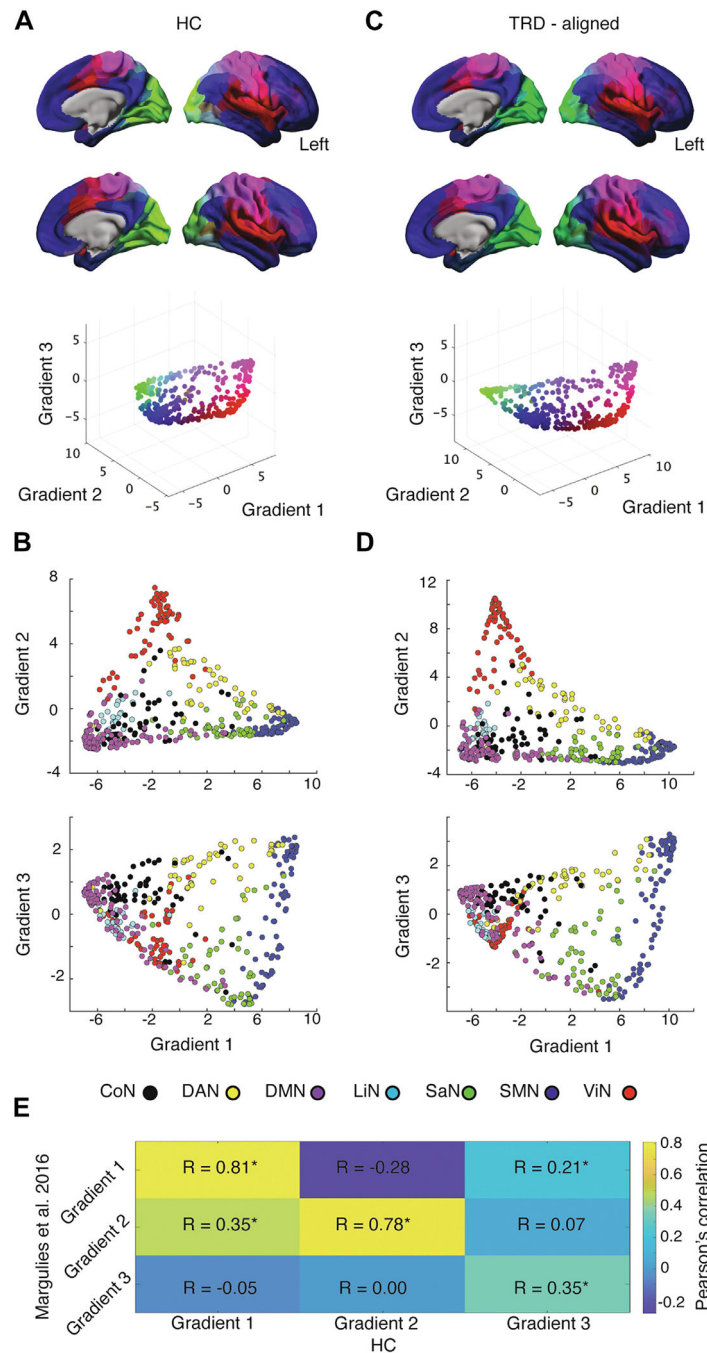 A
HC
C
TRD - aligned
Left
Left
Gradient 3
5
0
-5
10
5
0
-5
Gradient 2
-5
0
5
Gradient 1
Gradient 3
5
0
-5
10
5
0
-5
Gradient 2
-5
0
5
10
Gradient 1
B
Gradient 2
8
4
0
-4
-6
-2
2
6
10
Gradient 3
2
0
-2
-6
-2
2
6
10
Gradient 1
D
Gradient 2
12
8
4
0
-4
-6
-2
2
6
10
Gradient 3
2
0
-2
-6
-2
2
6
10
Gradient 1
CoN DAN DMN LiN SaN SMN ViN
E
Margulies et al. 2016
Gradient 1
R = 0.81* R = -0.28 R = 0.21*
Gradient 2
R = 0.35* R = 0.78* R = 0.07
Gradient 3
R = -0.05 R = 0.00 R = 0.35*
Gradient 1 Gradient 2 Gradient 3
HC
0.8
0.6
0.4
0.2
0
-0.2
Pearson's correlation